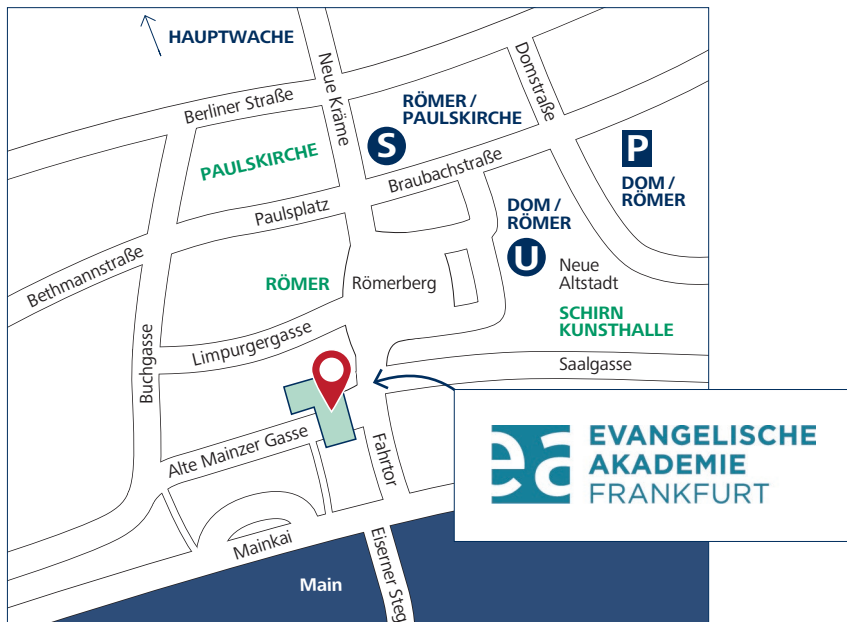 HAUPTWACHE
Neue Kräme
Domstraße
Berliner Straße
RÖMER /
PAULSKIRCHE
S
P
PAULSKIRCHE
Braubachstraße
DOM /
RÖMER
Paulsplatz
DOM /
RÖMER
U
Bethmannstraße
RÖMER
Römerberg
Neue
Altstadt
SCHIRN
KUNSTHALLE
Limpurgergasse
Buchgasse
Saalgasse
Alte Mainzer Gasse
Fahrtor
ea
EVANGELISCHE
AKADEMIE
FRANKFURT
Mainkai
Eiserner Steg
Main